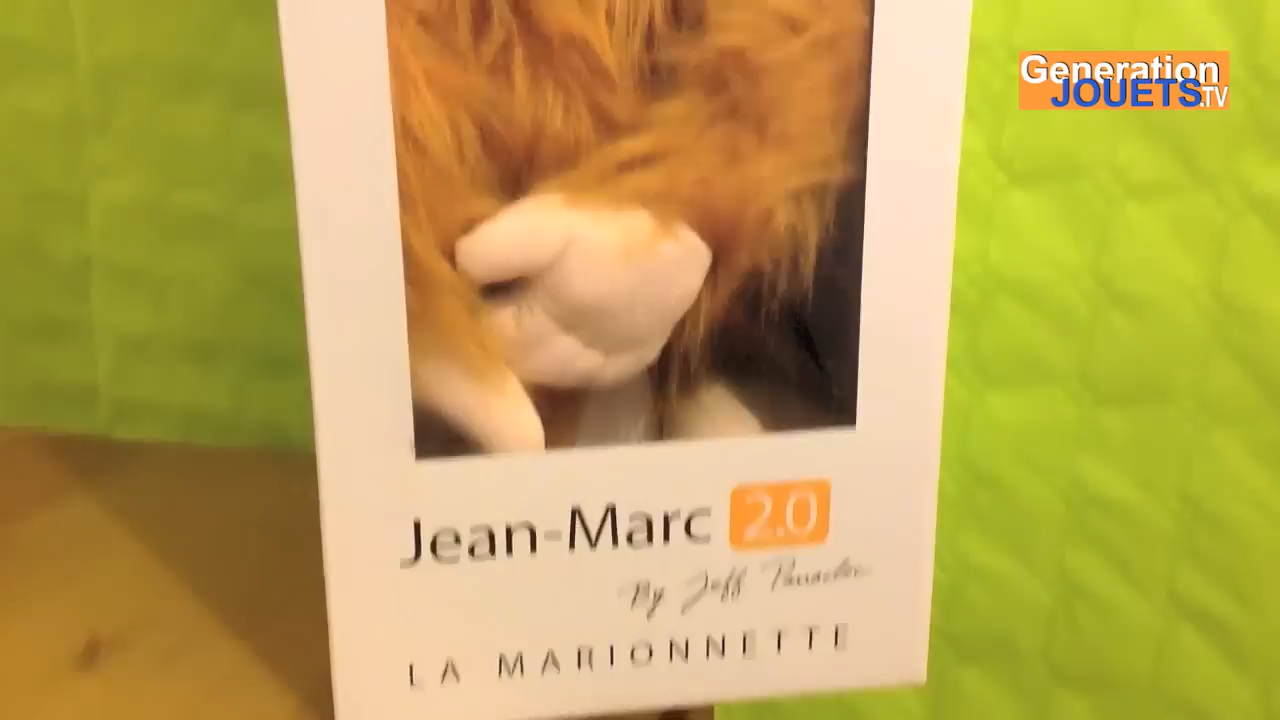 Generation
JOUETS.TV
Jean-Marc 2.0
By Jeff Panacloc
LA MARIONNETTE